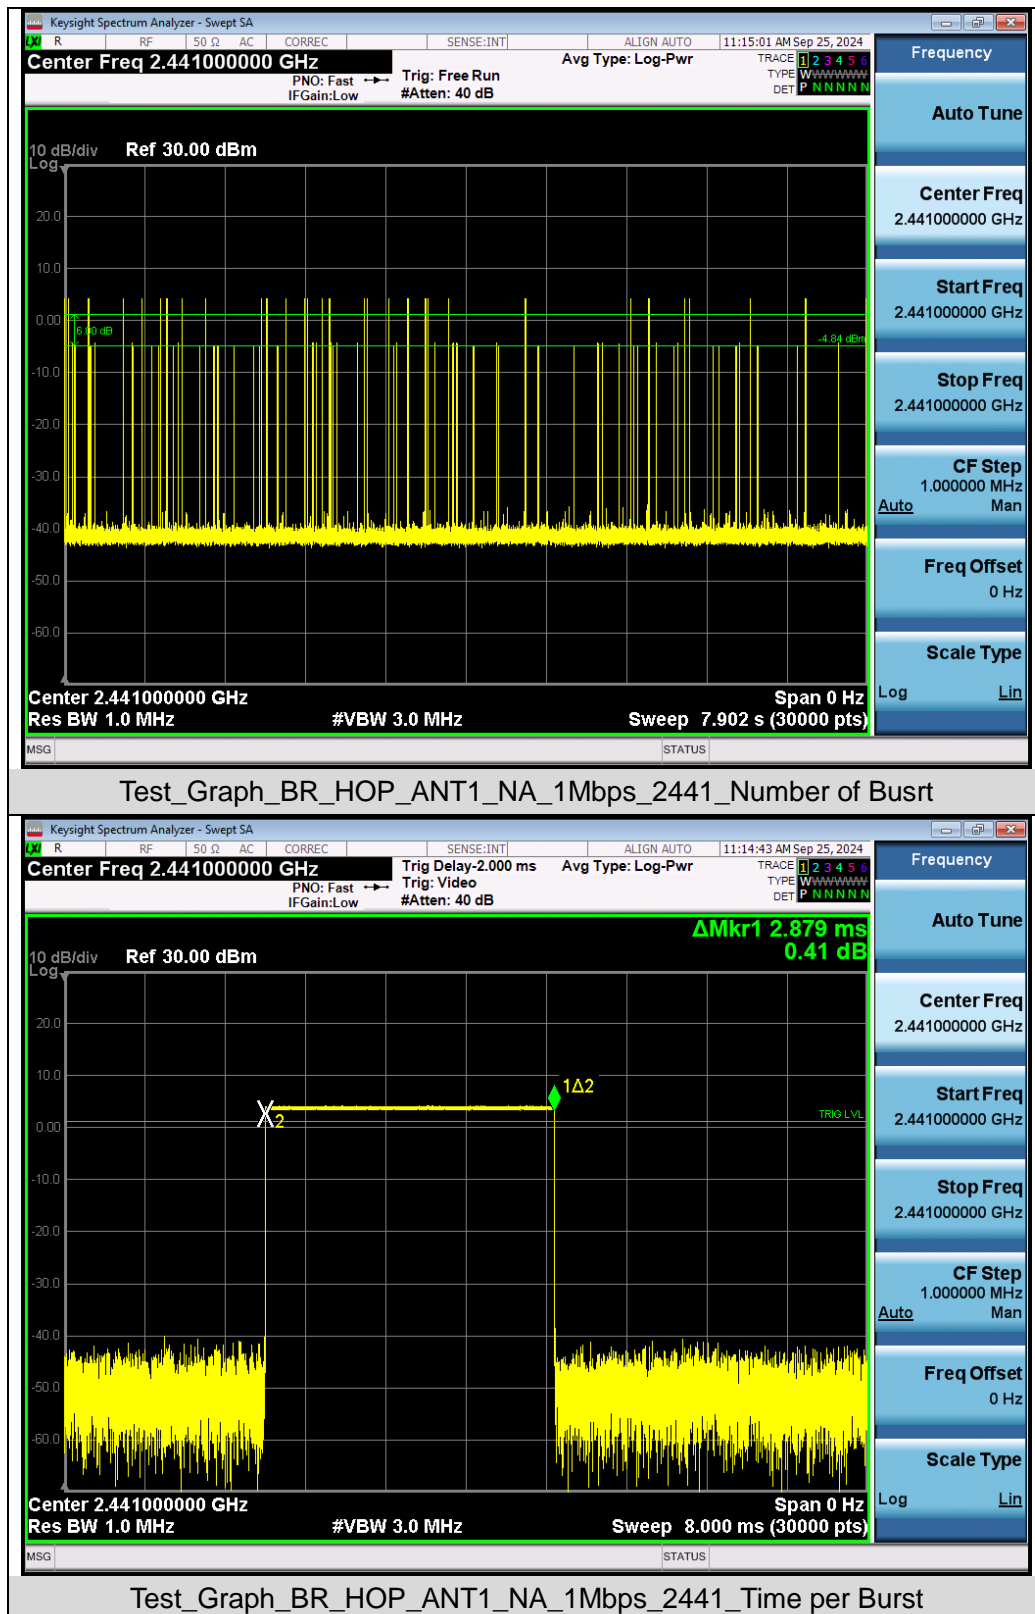 Keysight Spectrum Analyzer - Swept SA
LXI R RF 50 Ω AC CORREC SENSE:INT ALIGN AUTO 11:15:01 AM Sep 25, 2024
Center Freq 2.441000000 GHz
Avg Type: Log-Pwr
TRACE 1 2 3 4 5 6
PNO: Fast
IFGain:Low
Trig: Free Run
#Atten: 40 dB
TYPE WWWWWW
DET P N N N N N
10 dB/div
Log
Ref 30.00 dBm
20.0
10.0
0.00
6.00 dB
-4.84 dBm
-10.0
-20.0
-30.0
-40.0
-50.0
-60.0
Center 2.441000000 GHz
Span 0 Hz
Res BW 1.0 MHz
#VBW 3.0 MHz
Sweep 7.902 s (30000 pts)
MSG
STATUS
Frequency
Auto Tune
Center Freq
2.441000000 GHz
Start Freq
2.441000000 GHz
Stop Freq
2.441000000 GHz
CF Step
1.000000 MHz
Auto Man
Freq Offset
0 Hz
Scale Type
Log Lin
Test_Graph_BR_HOP_ANT1_NA_1Mbps_2441_Number of Busrt
Keysight Spectrum Analyzer - Swept SA
LXI R RF 50 Ω AC CORREC SENSE:INT ALIGN AUTO 11:14:43 AM Sep 25, 2024
Center Freq 2.441000000 GHz
Trig Delay-2.000 ms
Avg Type: Log-Pwr
TRACE 1 2 3 4 5 6
PNO: Fast
IFGain:Low
Trig: Video
#Atten: 40 dB
TYPE WWWWWW
DET P N N N N N
ΔMkr1 2.879 ms
0.41 dB
10 dB/div
Log
Ref 30.00 dBm
20.0
10.0
1Δ2
2
TRIG LVL
0.00
-10.0
-20.0
-30.0
-40.0
-50.0
-60.0
Center 2.441000000 GHz
Span 0 Hz
Res BW 1.0 MHz
#VBW 3.0 MHz
Sweep 8.000 ms (30000 pts)
MSG
STATUS
Frequency
Auto Tune
Center Freq
2.441000000 GHz
Start Freq
2.441000000 GHz
Stop Freq
2.441000000 GHz
CF Step
1.000000 MHz
Auto Man
Freq Offset
0 Hz
Scale Type
Log Lin
Test_Graph_BR_HOP_ANT1_NA_1Mbps_2441_Time per Burst